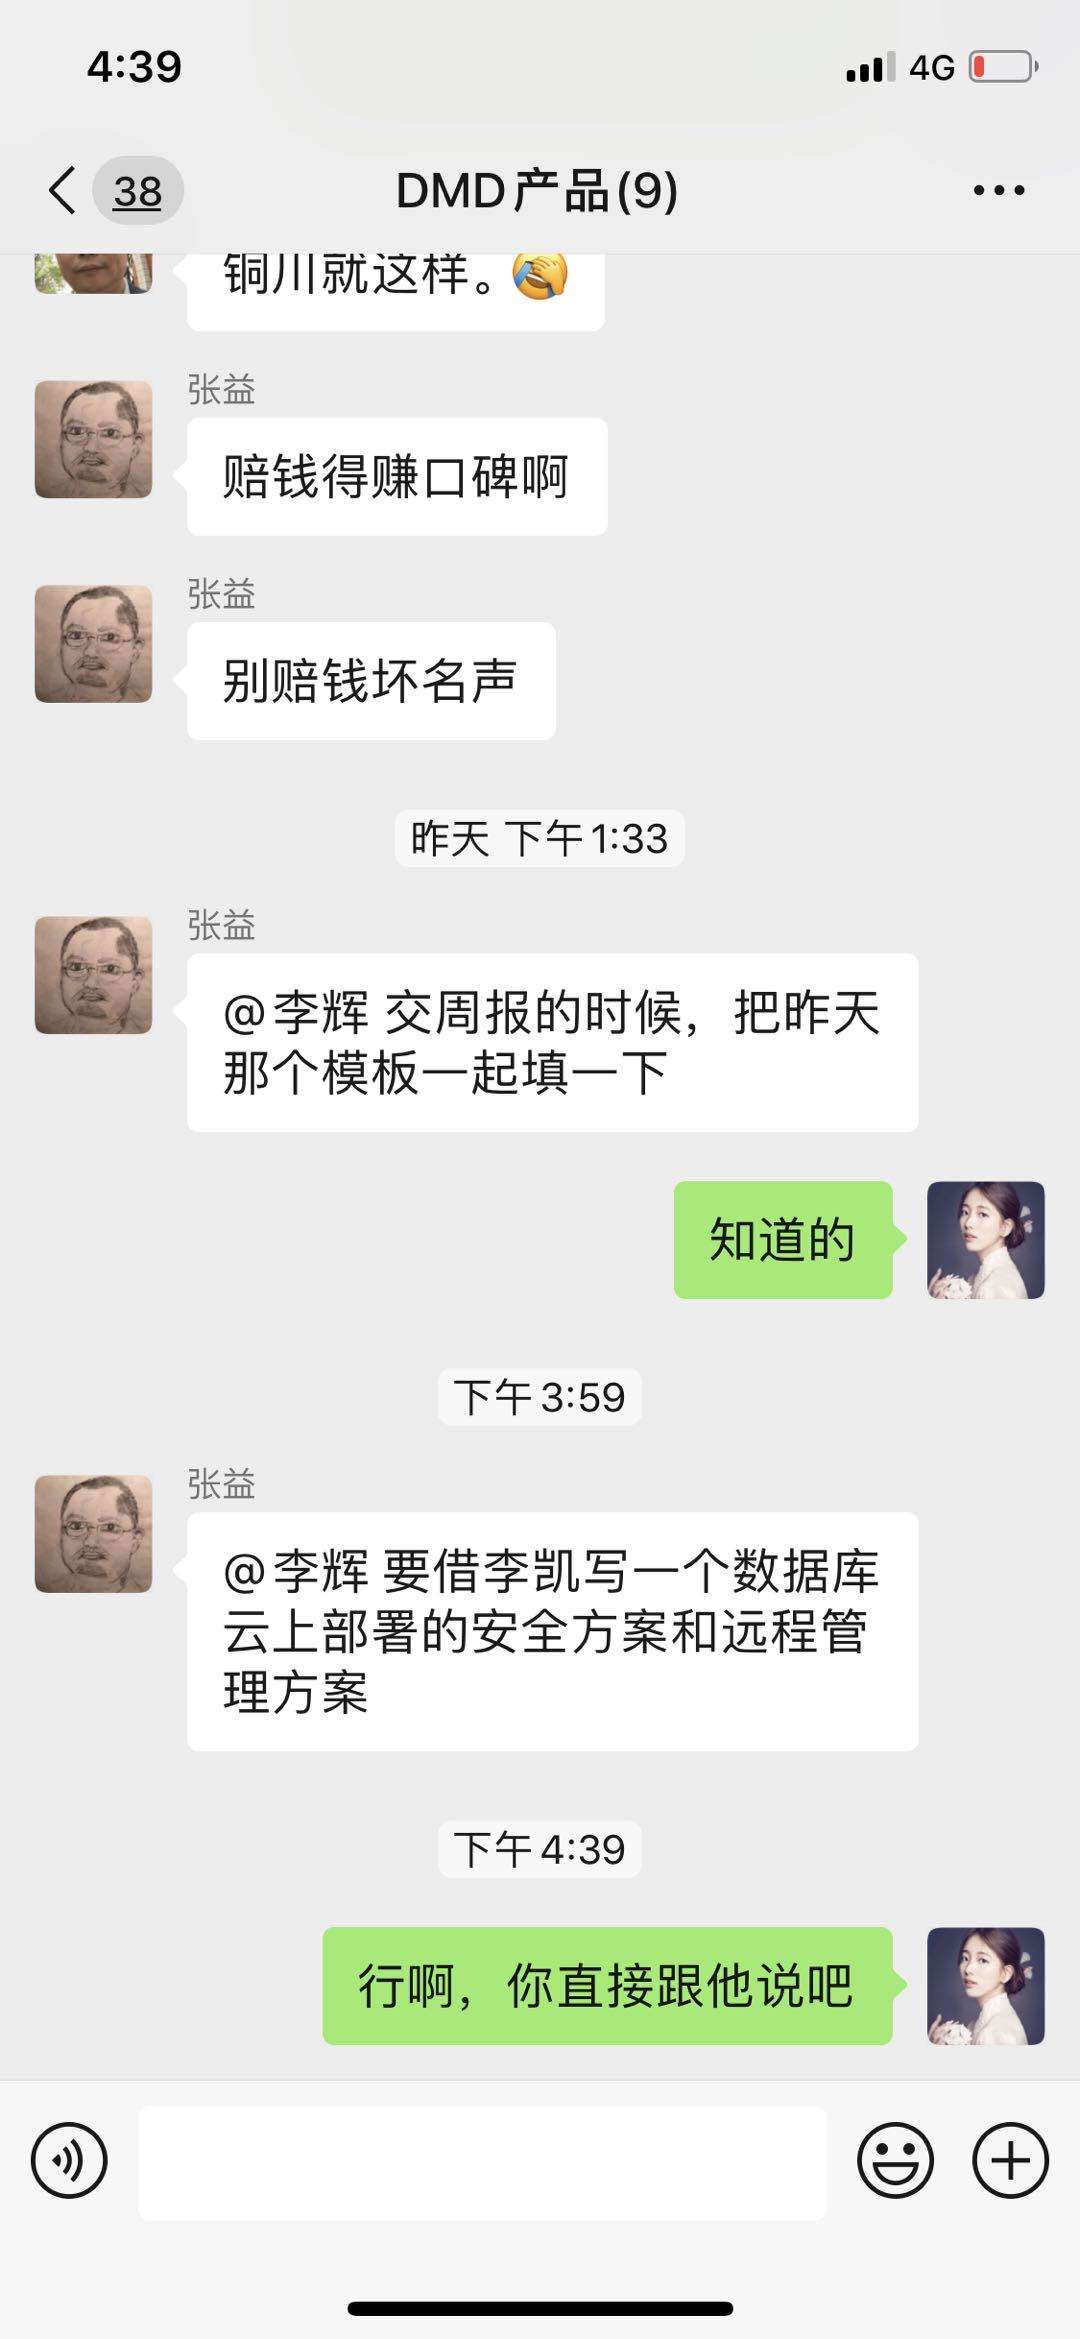 4:39
4G
38
DMD产品(9)
铜川就这样。🤦
张益
赔钱得赚口碑啊
张益
别赔钱坏名声
昨天 下午1:33
张益
@李辉 交周报的时候，把昨天
那个模板一起填一下
知道的
下午3:59
张益
@李辉 要借李凯写一个数据库
云上部署的安全方案和远程管
理方案
下午4:39
行啊，你直接跟他说吧